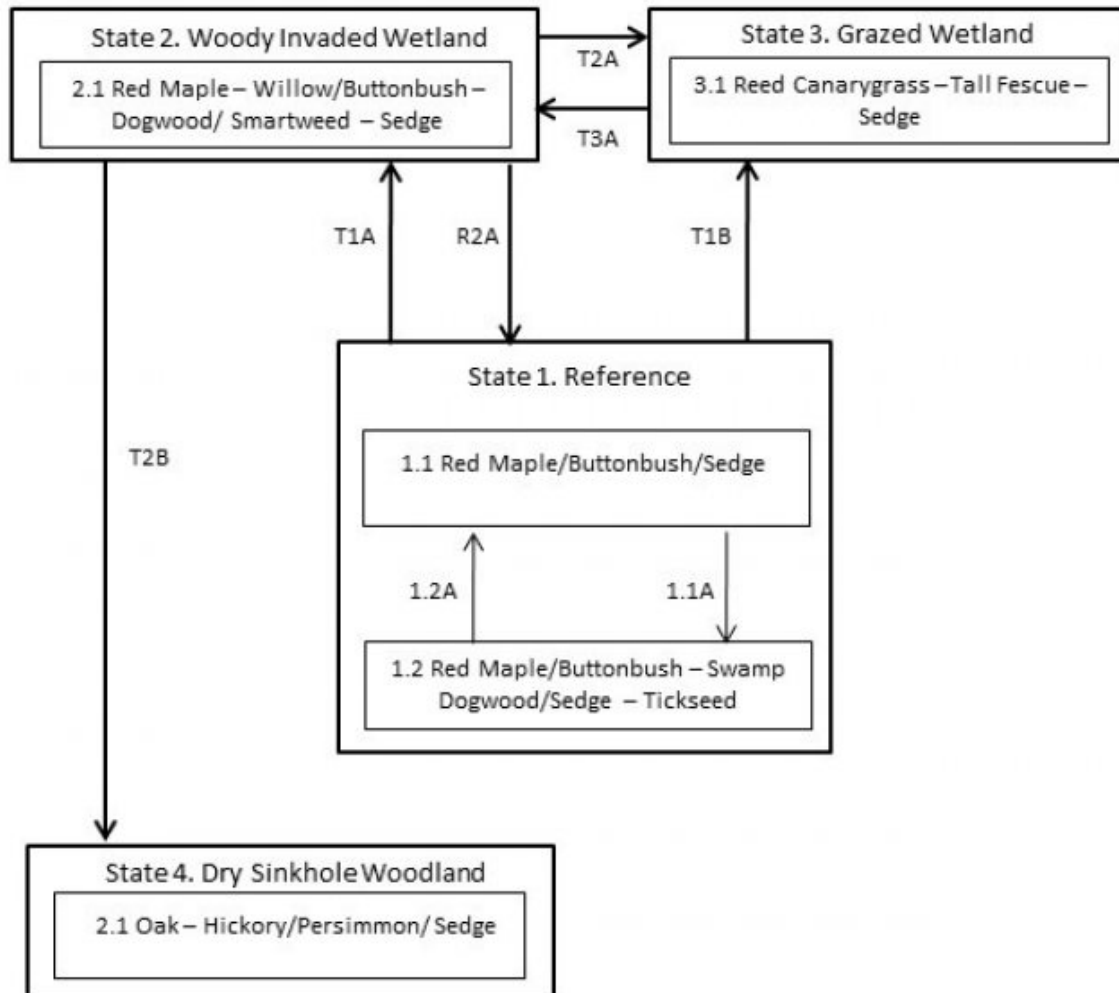 State 2. Woody Invaded Wetland
2.1 Red Maple – Willow/Buttonbush –
Dogwood/ Smartweed – Sedge
T2A
T3A
State 3. Grazed Wetland
3.1 Reed Canarygrass – Tall Fescue –
Sedge
T1A
R2A
T1B
T2B
State 1. Reference
1.1 Red Maple/Buttonbush/Sedge
1.2A
1.1A
1.2 Red Maple/Buttonbush – Swamp
Dogwood/Sedge – Tickseed
State 4. Dry Sinkhole Woodland
2.1 Oak – Hickory/Persimmon/ Sedge